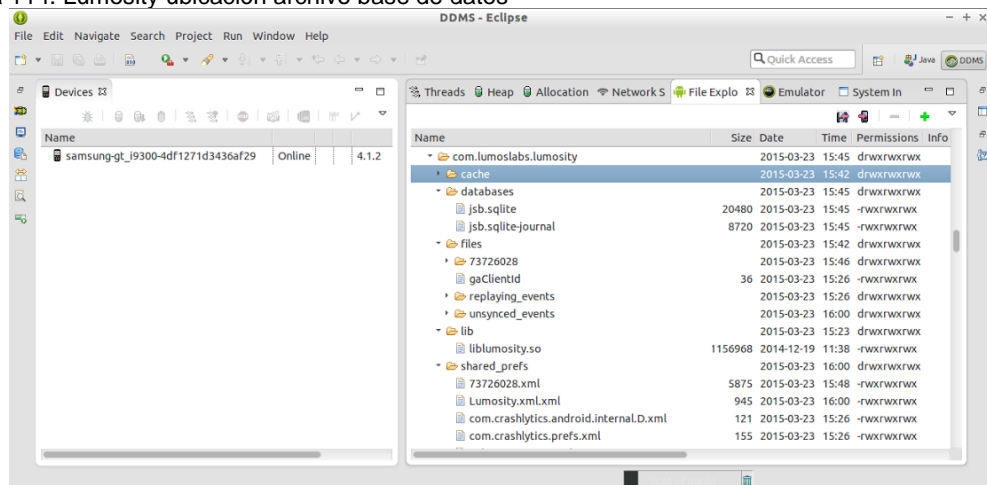 114. Lumosity ubicación archivo base de datos
DDMS - Eclipse
File Edit Navigate Search Project Run Window Help
Quick Access Java DDMS
Devices
Name
samsung-gt_i9300-4df1271d3436af29 Online 4.1.2
Threads Heap Allocation Network S File Explo Emulator System In
Name Size Date Time Permissions Info
com.lumoslabs.lumosity 2015-03-23 15:45 drwxrwxrwx
cache 2015-03-23 15:42 drwxrwxrwx
databases 2015-03-23 15:45 drwxrwxrwx
jsb.sqlite 20480 2015-03-23 15:45 -rwxrwxrwx
jsb.sqlite-journal 8720 2015-03-23 15:45 -rwxrwxrwx
files 2015-03-23 15:42 drwxrwxrwx
73726028 2015-03-23 15:46 drwxrwxrwx
gaClientId 36 2015-03-23 15:26 -rwxrwxrwx
replaying_events 2015-03-23 15:26 drwxrwxrwx
unsynced_events 2015-03-23 16:00 drwxrwxrwx
lib 2015-03-23 15:23 drwxrwxrwx
liblumosity.so 1156968 2014-12-19 11:38 -rwxrwxrwx
shared_prefs 2015-03-23 16:00 drwxrwxrwx
73726028.xml 5875 2015-03-23 15:48 -rwxrwxrwx
Lumosity.xml.xml 945 2015-03-23 16:00 -rwxrwxrwx
com.crashlytics.android.internal.D.xml 121 2015-03-23 15:26 -rwxrwxrwx
com.crashlytics.prefs.xml 155 2015-03-23 15:26 -rwxrwxrwx